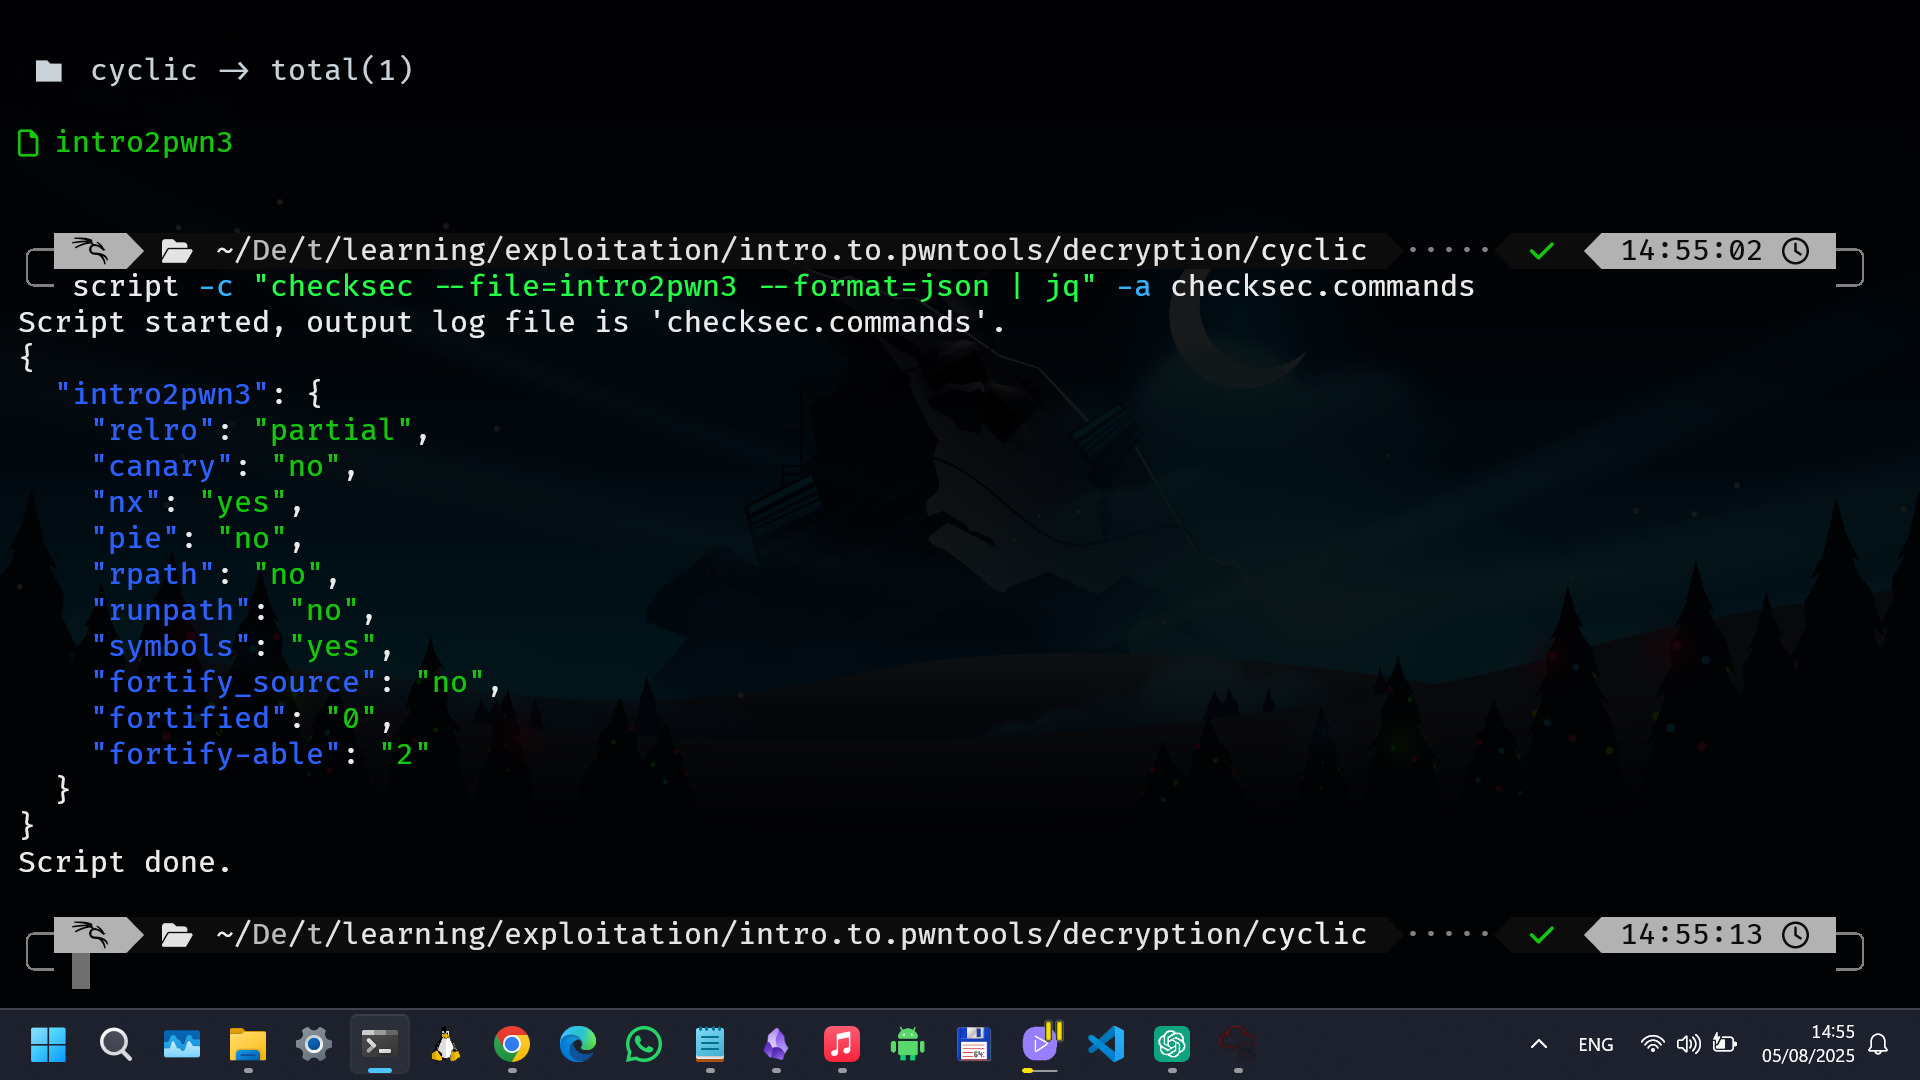 cyclic → total(1)
intro2pwn3
~/De/t/learning/exploitation/intro.to.pwntools/decryption/cyclic ····· ✓ 14:55:02
script -c "checksec --file=intro2pwn3 --format=json | jq" -a checksec.commands
Script started, output log file is 'checksec.commands'.
{
"intro2pwn3": {
"relro": "partial",
"canary": "no",
"nx": "yes",
"pie": "no",
"rpath": "no",
"runpath": "no",
"symbols": "yes",
"fortify_source": "no",
"fortified": "0",
"fortify-able": "2"
}
}
Script done.
~/De/t/learning/exploitation/intro.to.pwntools/decryption/cyclic ····· ✓ 14:55:13
ENG
14:55
05/08/2025